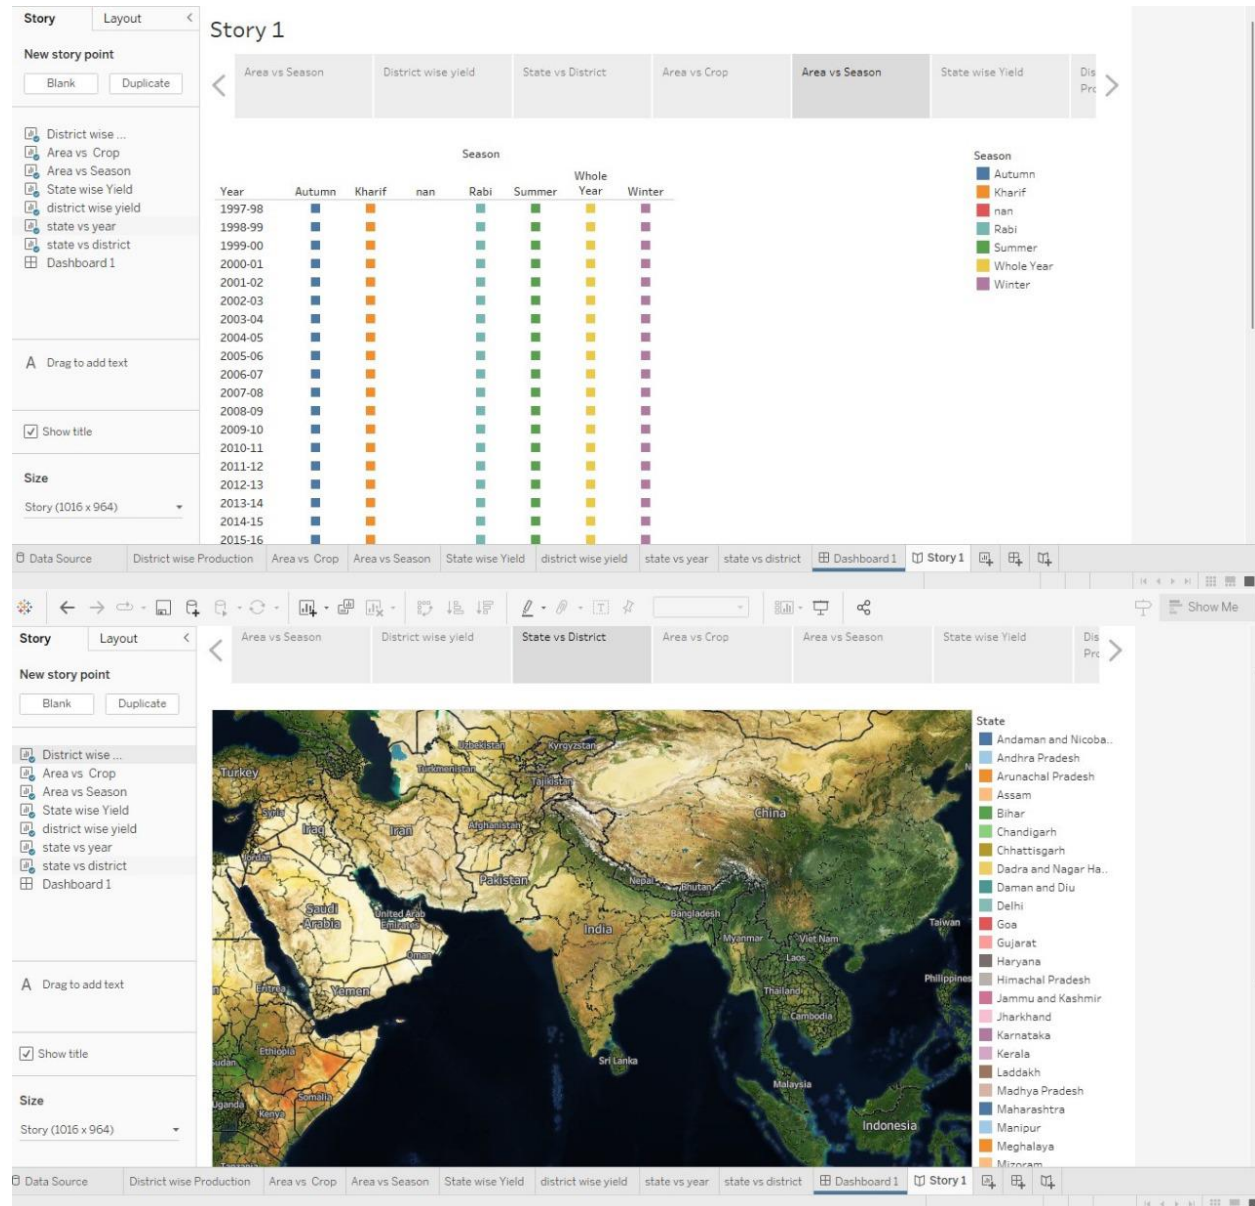 Story Layout <
New story point
Blank Duplicate
District wise ...
Area vs Crop
Area vs Season
State wise Yield
district wise yield
state vs year
state vs district
Dashboard 1
A Drag to add text
Show title
Size
Story (1016 x 964)
Story 1
Area vs Season District wise yield State vs District Area vs Crop Area vs Season State wise Yield Dis
Prc
Season
Year Autumn Kharif nan Rabi Summer Whole Year Winter
1997-98
1998-99
1999-00
2000-01
2001-02
2002-03
2003-04
2004-05
2005-06
2006-07
2007-08
2008-09
2009-10
2010-11
2011-12
2012-13
2013-14
2014-15
2015-16
Season
Autumn
Kharif
nan
Rabi
Summer
Whole Year
Winter
Data Source District wise Production Area vs Crop Area vs Season State wise Yield district wise yield state vs year state vs district Dashboard 1 Story 1
Show Me
Story Layout <
New story point
Blank Duplicate
District wise ...
Area vs Crop
Area vs Season
State wise Yield
district wise yield
state vs year
state vs district
Dashboard 1
A Drag to add text
Show title
Size
Story (1016 x 964)
Area vs Season District wise yield State vs District Area vs Crop Area vs Season State wise Yield Dis
Prc
Uzbekistan Kyrgyzstan
Turkey Turkmenistan Tajikistan
Syria China
Iraq Iran Afghanistan
Jordan
Pakistan Nepal Bhutan
Saudi
Arabia
United Arab
Emirates
India Bangladesh Taiwan
Oman Myanmar Viet Nam
Laos
Eritrea Yemen Thailand Philippines
Cambodia
Sudan Ethiopia Sri Lanka
Malaysia
Somalia
Uganda Kenya Indonesia
Tanzania
State
Andaman and Nicoba..
Andhra Pradesh
Arunachal Pradesh
Assam
Bihar
Chandigarh
Chhattisgarh
Dadra and Nagar Ha..
Daman and Diu
Delhi
Goa
Gujarat
Haryana
Himachal Pradesh
Jammu and Kashmir
Jharkhand
Karnataka
Kerala
Laddakh
Madhya Pradesh
Maharashtra
Manipur
Meghalaya
Mizoram
Data Source District wise Production Area vs Crop Area vs Season State wise Yield district wise yield state vs year state vs district Dashboard 1 Story 1